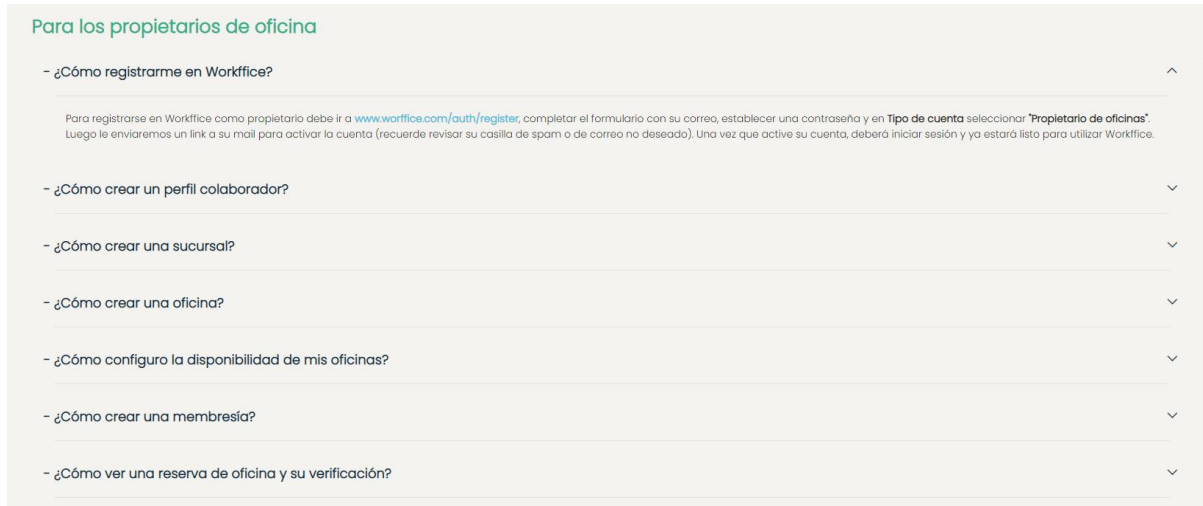 Para los propietarios de oficina
- ¿Cómo registrarme en Workffice?
Para registrarse en Workffice como propietario debe ir a www.worffice.com/auth/register, completar el formulario con su correo, establecer una contraseña y en Tipo de cuenta seleccionar "Propietario de oficinas".
Luego le enviaremos un link a su mail para activar la cuenta (recuerde revisar su casilla de spam o de correo no deseado). Una vez que active su cuenta, deberá iniciar sesión y ya estará listo para utilizar Workffice.
- ¿Cómo crear un perfil colaborador?
- ¿Cómo crear una sucursal?
- ¿Cómo crear una oficina?
- ¿Cómo configuro la disponibilidad de mis oficinas?
- ¿Cómo crear una membresía?
- ¿Cómo ver una reserva de oficina y su verificación?